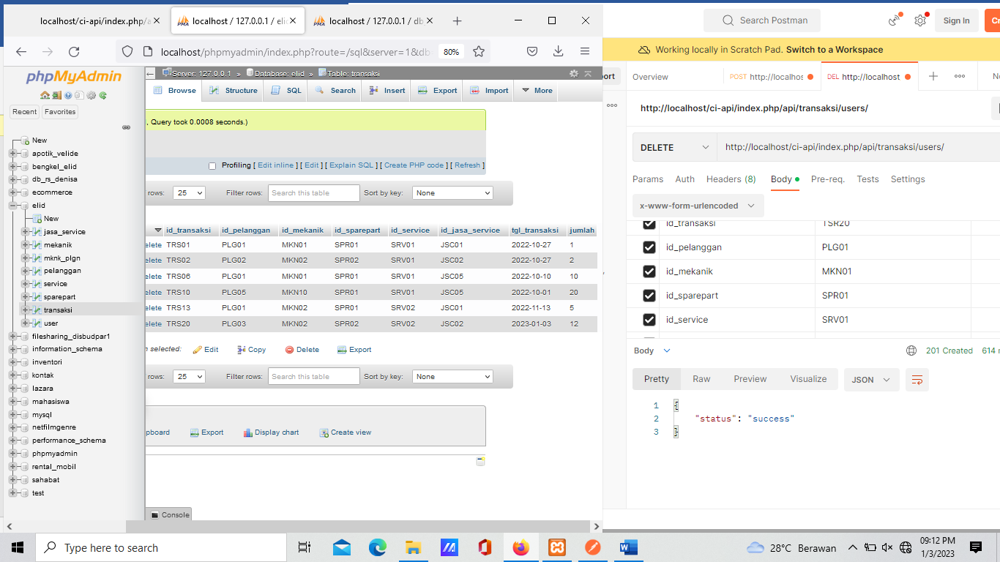 localhost/ci-api/index.php/a
localhost / 127.0.0.1 / elid
localhost / 127.0.0.1 / db
localhost/phpmyadmin/index.php?route=/sql&server=1&db
80%
phpMyAdmin
Recent
Favorites
New
apotik_velide
bengkel_elid
db_rs_denisa
ecommerce
elid
New
jasa_service
mekanik
mknk_plgn
pelanggan
service
sparepart
transaksi
user
filesharing_disbudpar1
information_schema
inventori
kontak
lazara
mahasiswa
mysql
netfilmgenre
performance_schema
phpmyadmin
rental_mobil
sahabat
test
Server: 127.0.0.1 » Database: elid » Table: transaksi
Browse Structure SQL Search Insert Export Import More
, Query took 0.0008 seconds.)
Profiling [ Edit inline ] [ Edit ] [ Explain SQL ] [ Create PHP code ] [ Refresh ]
rows: 25 Filter rows: Search this table Sort by key: None
id_transaksi id_pelanggan id_mekanik id_sparepart id_service id_jasa_service tgl_transaksi jumlah
elete TRS01 PLG01 MKN01 SPR01 SRV01 JSC01 2022-10-27 1
elete TRS02 PLG02 MKN02 SPR02 SRV01 JSC02 2022-10-27 2
elete TRS06 PLG01 MKN01 SPR01 SRV01 JSC05 2022-10-10 10
elete TRS10 PLG05 MKN10 SPR01 SRV01 JSC05 2022-10-01 20
elete TRS13 PLG01 MKN02 SPR01 SRV02 JSC01 2022-11-13 5
elete TRS20 PLG03 MKN02 SPR02 SRV02 JSC02 2023-01-03 12
n selected: Edit Copy Delete Export
rows: 25 Filter rows: Search this table Sort by key: None
pboard Export Display chart Create view
Console
Search Postman
Sign In
Working locally in Scratch Pad. Switch to a Workspace
port
Overview
POST http://localhos
DEL http://localhost
http://localhost/ci-api/index.php/api/transaksi/users/
DELETE http://localhost/ci-api/index.php/api/transaksi/users/
Params Auth Headers (8) Body Pre-req. Tests Settings
x-www-form-urlencoded
id_transaksi TSR20
id_pelanggan PLG01
id_mekanik MKN01
id_sparepart SPR01
id_service SRV01
Body 201 Created 614 m
Pretty Raw Preview Visualize JSON
1 {
2 "status": "success"
3 }
Type here to search
28°C Berawan
09:12 PM
1/3/2023